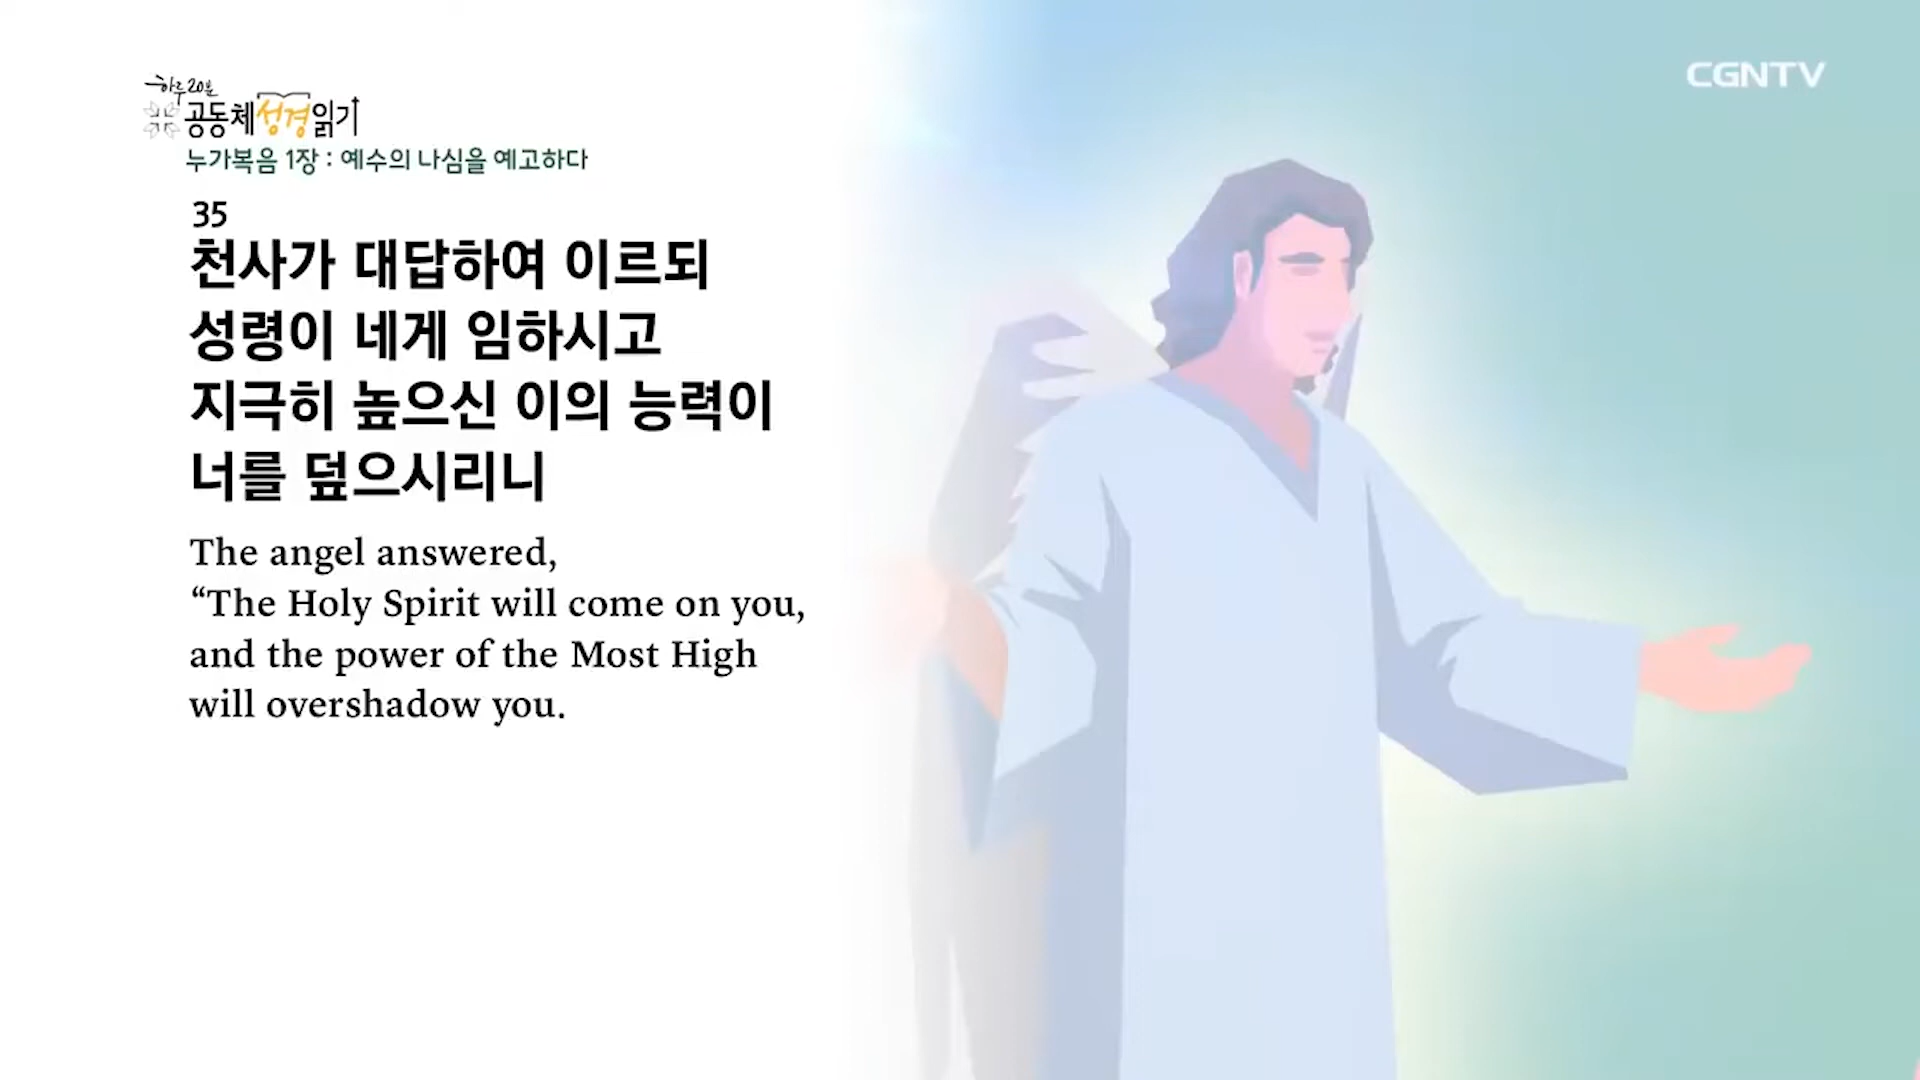 하루 20분
공동체성경읽기
CGNTV
누가복음 1장 : 예수의 나심을 예고하다
35
천사가 대답하여 이르되
성령이 네게 임하시고
지극히 높으신 이의 능력이
너를 덮으시리니
The angel answered,
“The Holy Spirit will come on you,
and the power of the Most High
will overshadow you.